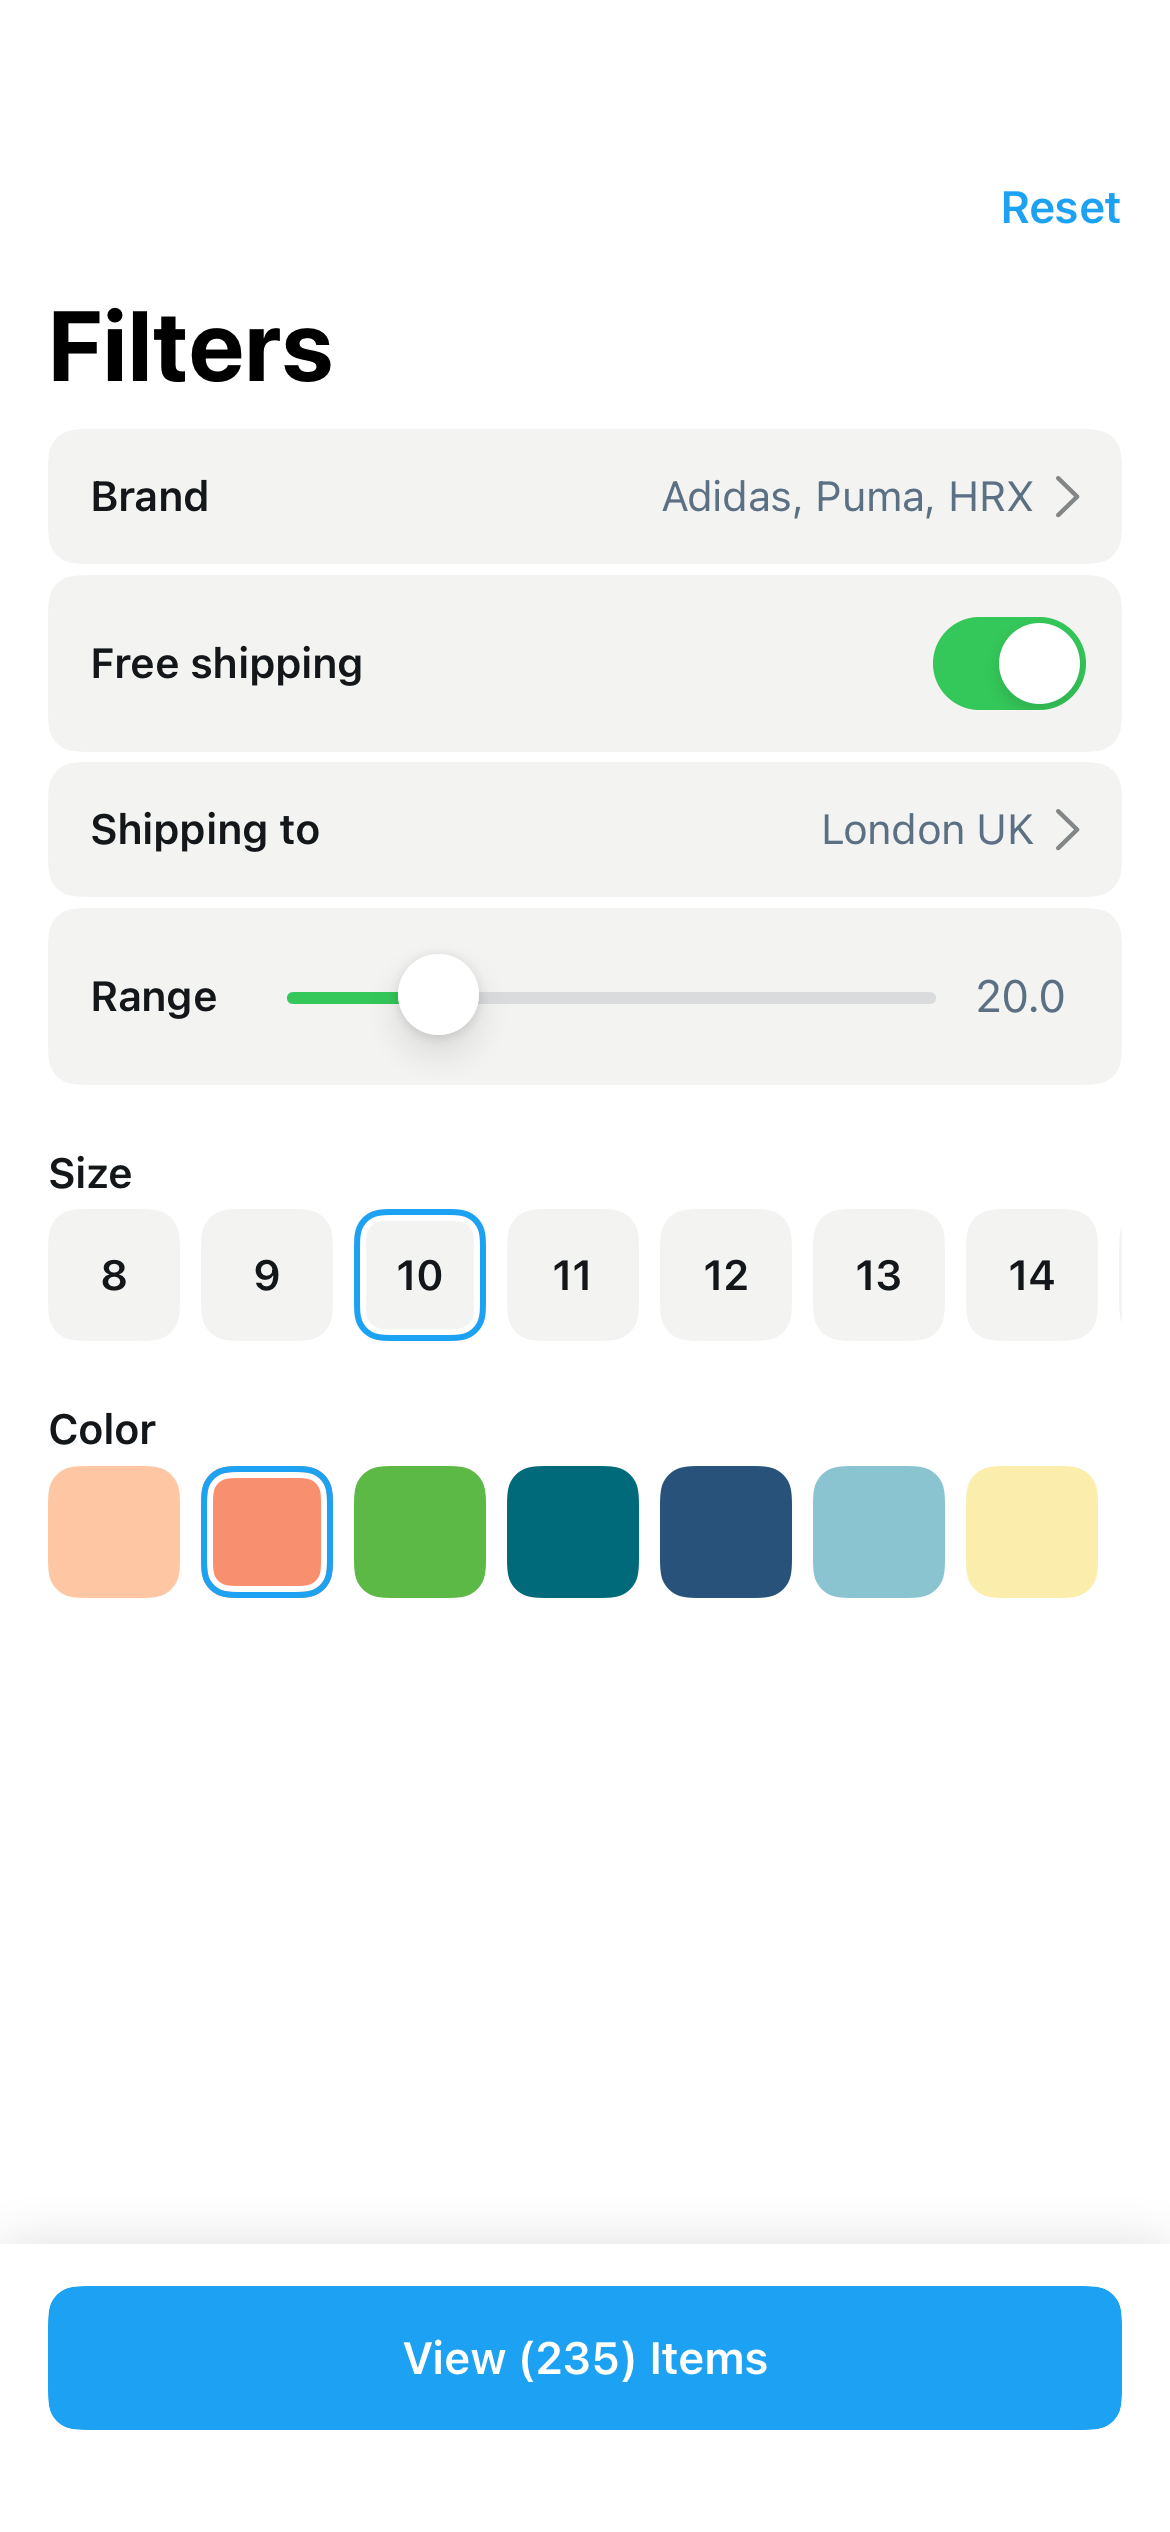 Reset
Filters
Brand Adidas, Puma, HRX
Free shipping
Shipping to London UK
Range 20.0
Size
8 9 10 11 12 13 14
Color
View (235) Items